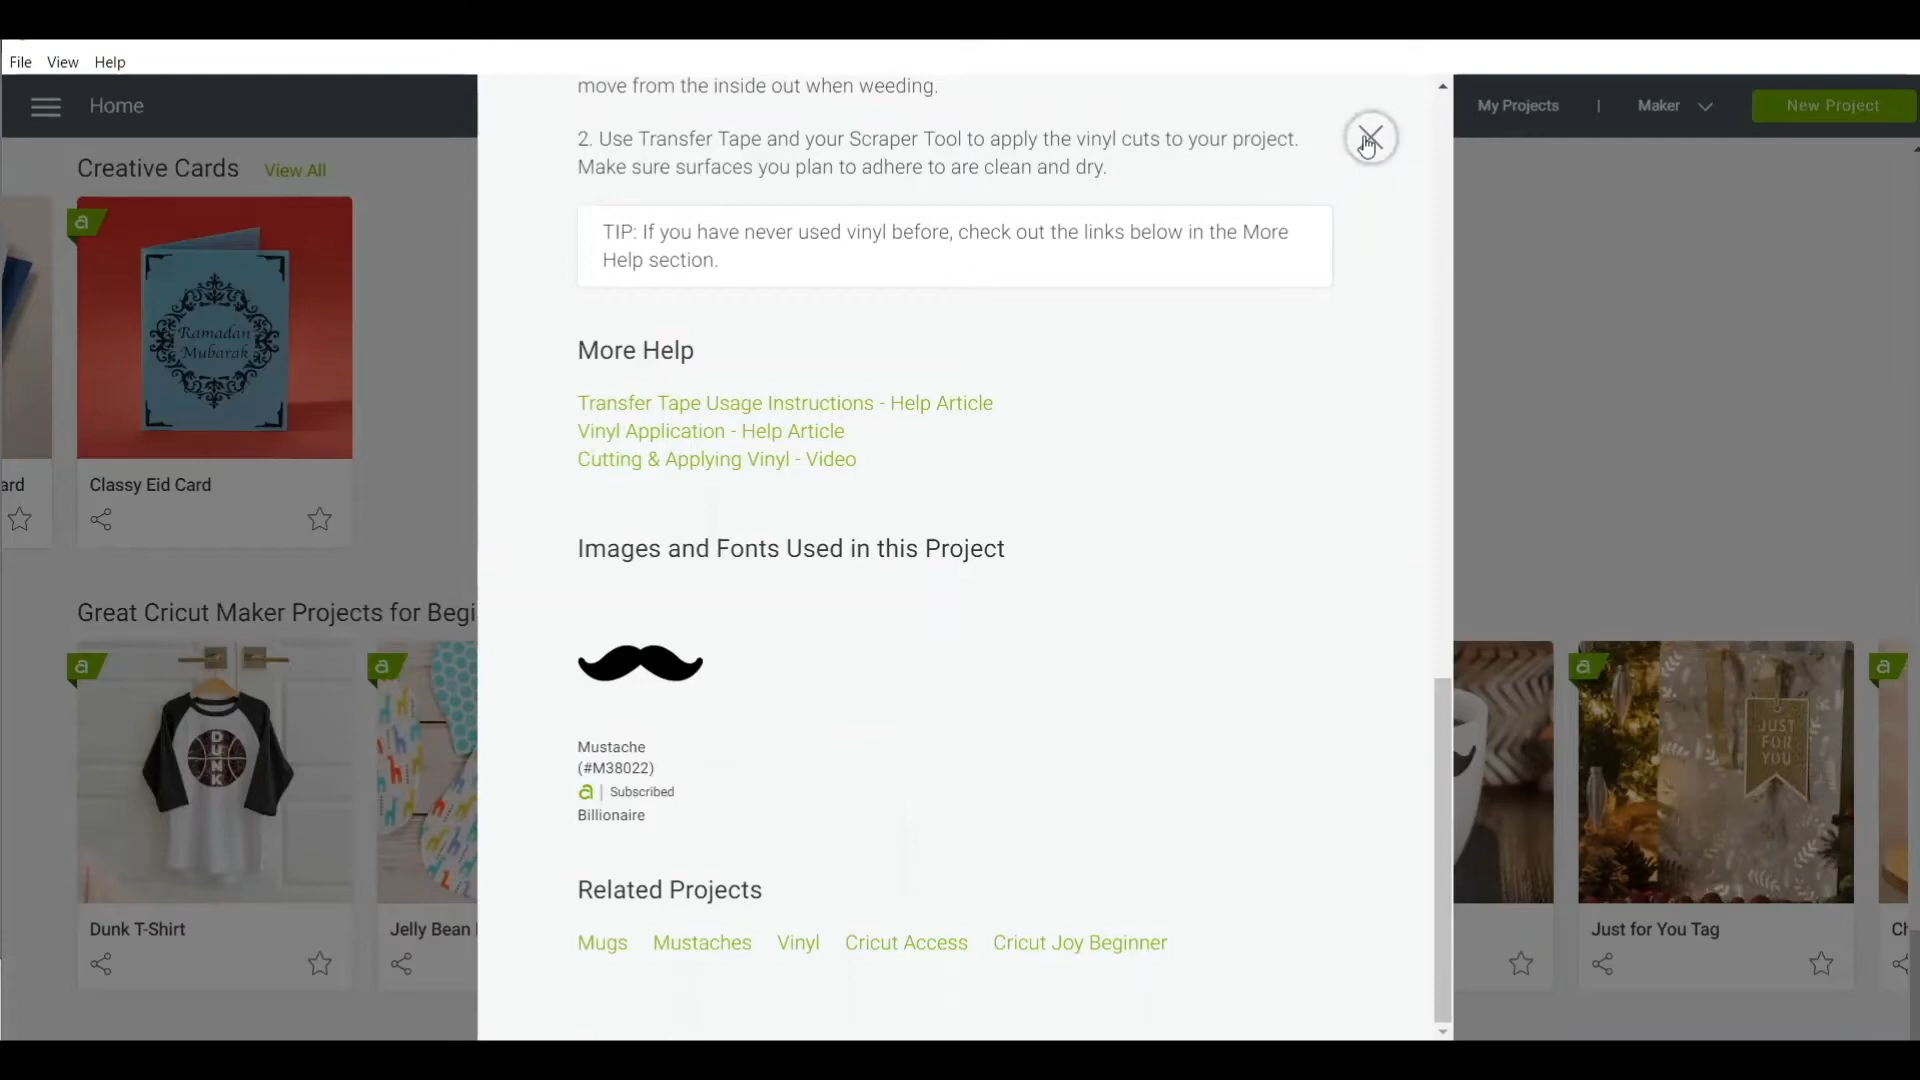 File View Help
Home
My Projects | Maker New Project
Creative Cards View All
Ramadan
Mubarak
ard
Classy Eid Card
Great Cricut Maker Projects for Begi
DUNK
Dunk T-Shirt
Jelly Bean
move from the inside out when weeding.
2. Use Transfer Tape and your Scraper Tool to apply the vinyl cuts to your project.
Make sure surfaces you plan to adhere to are clean and dry.
TIP: If you have never used vinyl before, check out the links below in the More
Help section.
More Help
Transfer Tape Usage Instructions - Help Article
Vinyl Application - Help Article
Cutting & Applying Vinyl - Video
Images and Fonts Used in this Project
Mustache
(#M38022)
a | Subscribed
Billionaire
Related Projects
Mugs Mustaches Vinyl Cricut Access Cricut Joy Beginner
JUST
FOR
YOU
Just for You Tag
Ch